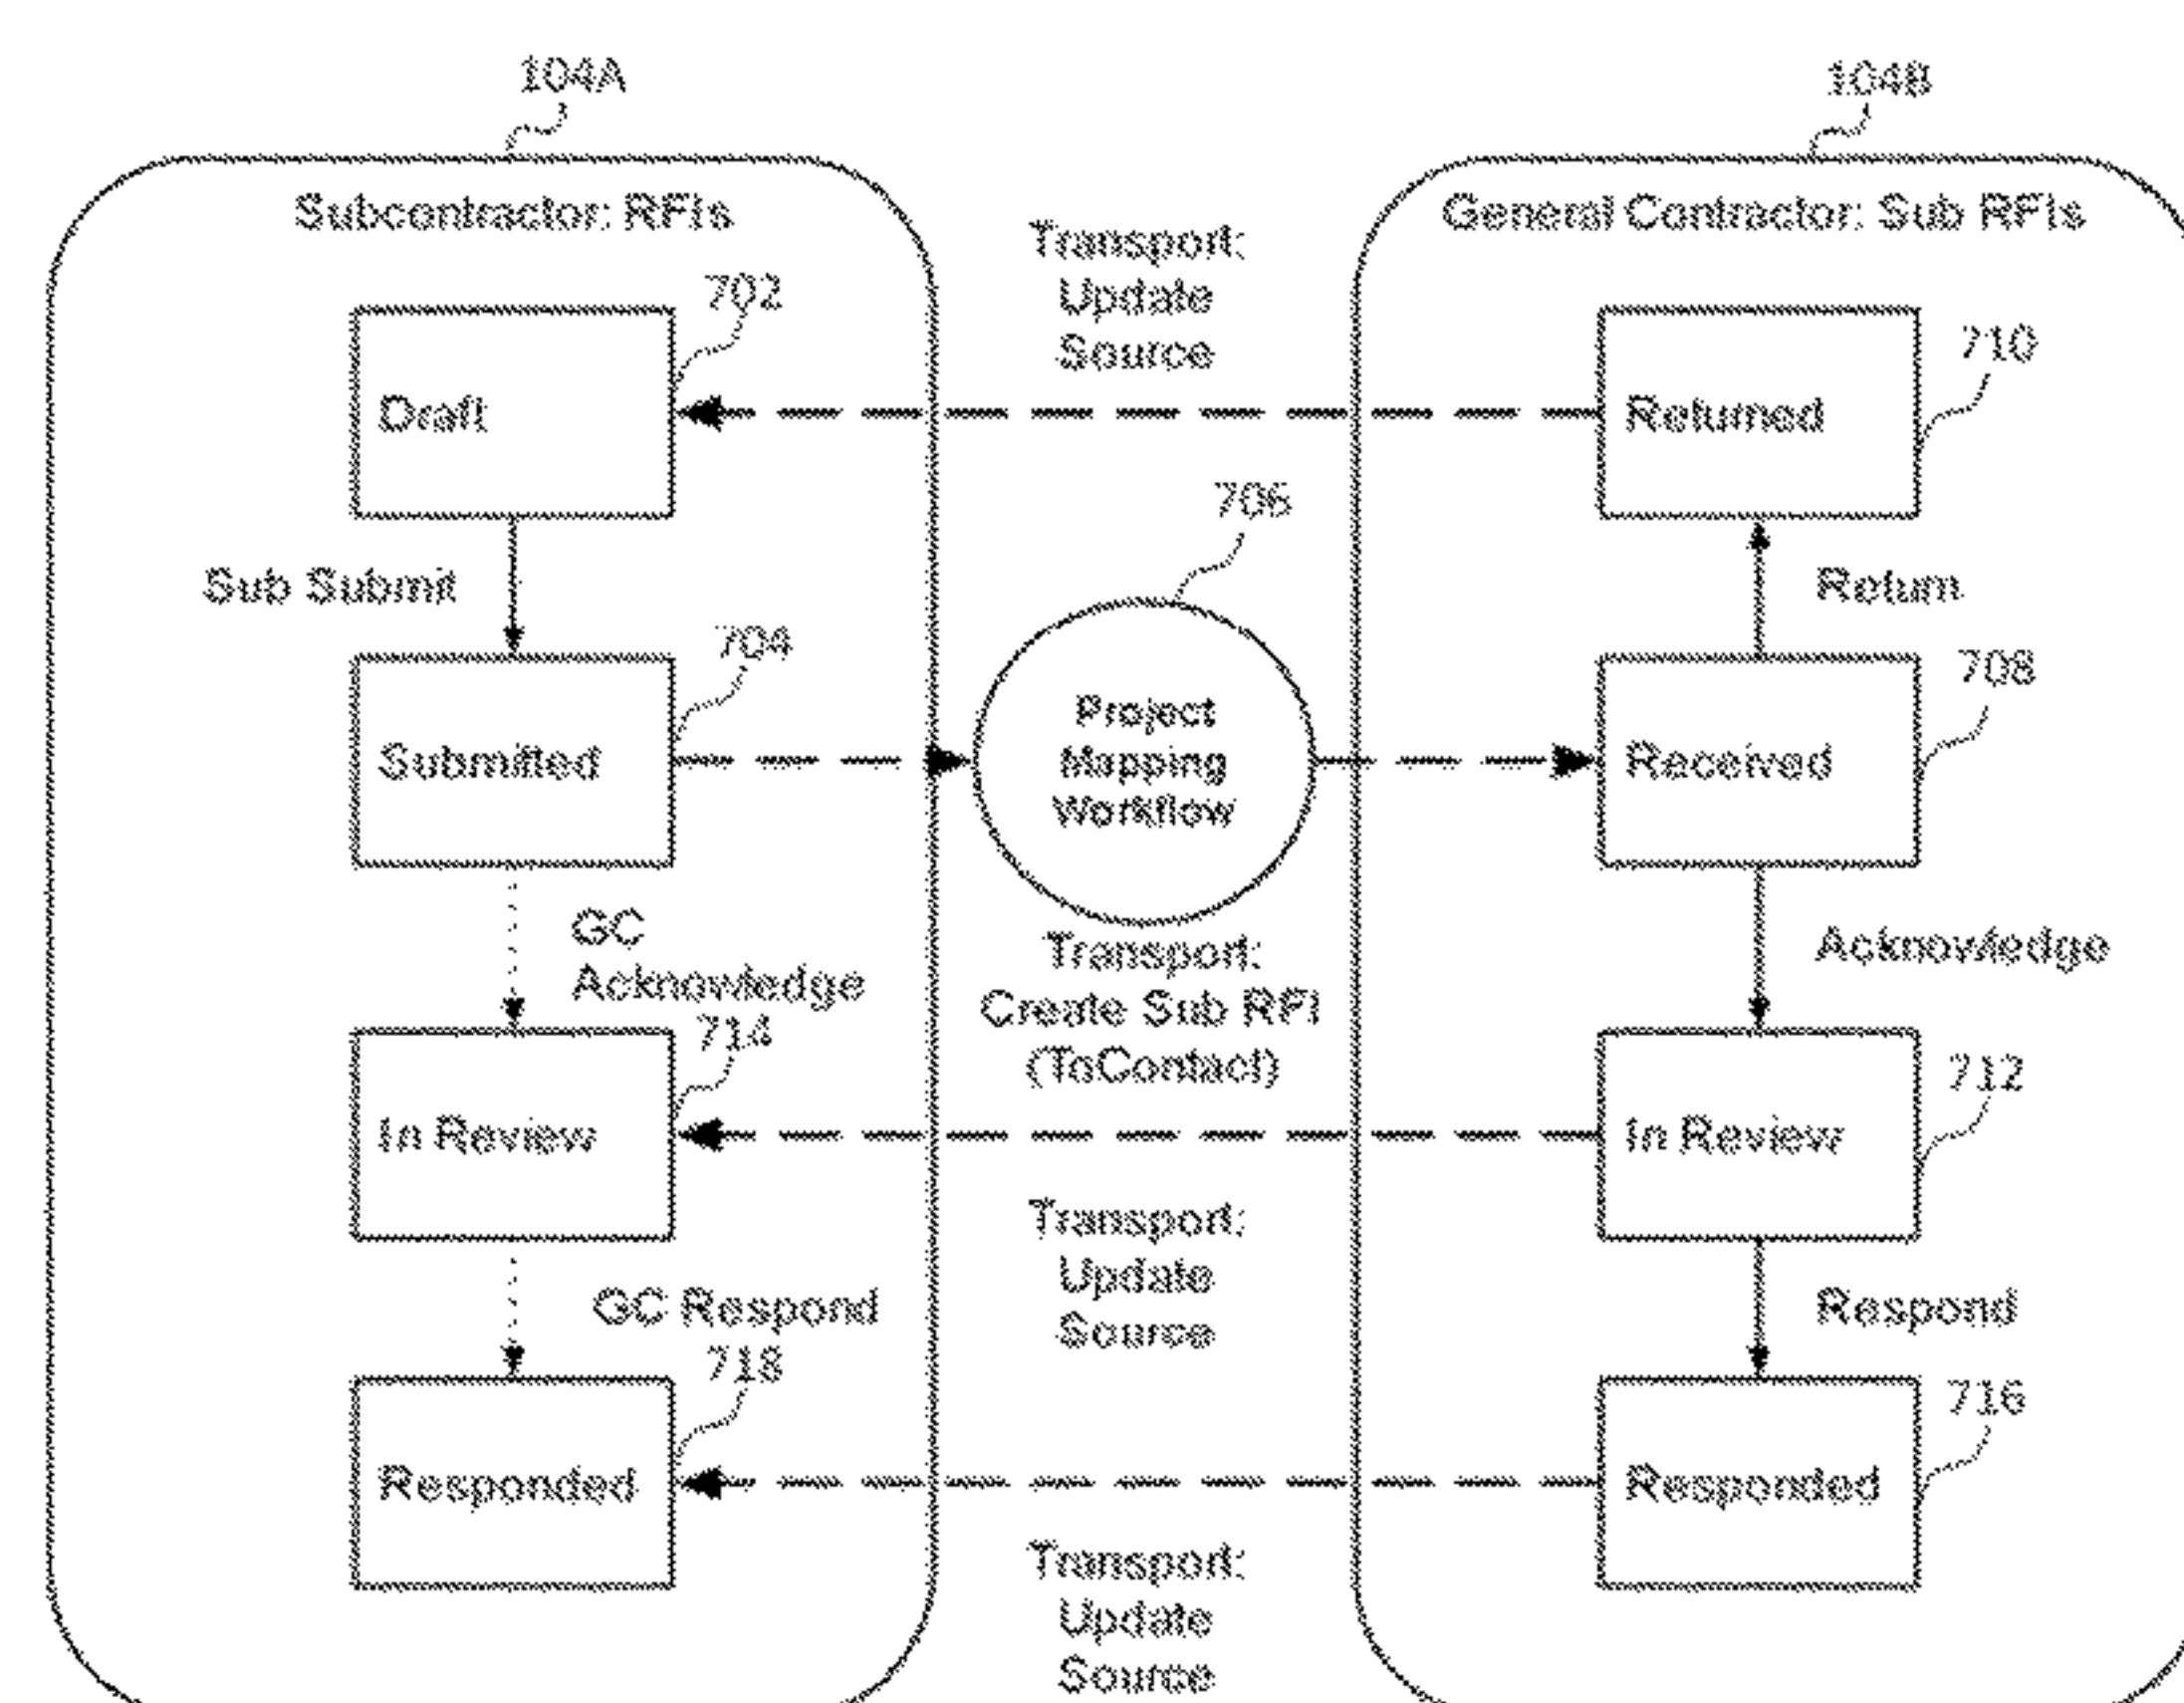 104A
104B
Subcontractor: RFIs
General Contractor: Sub RFIs
Transport:
Update
Source
702
Draft
710
Returned
Sub Submit
706
Return
704
Submitted
Project
Mapping
Workflow
708
Received
GC
Acknowledge
714
Transport:
Create Sub RFI
(ToContact)
Acknowledge
In Review
712
In Review
Transport:
Update
Source
GC Respond
718
Respond
Responded
716
Responded
Transport:
Update
Source